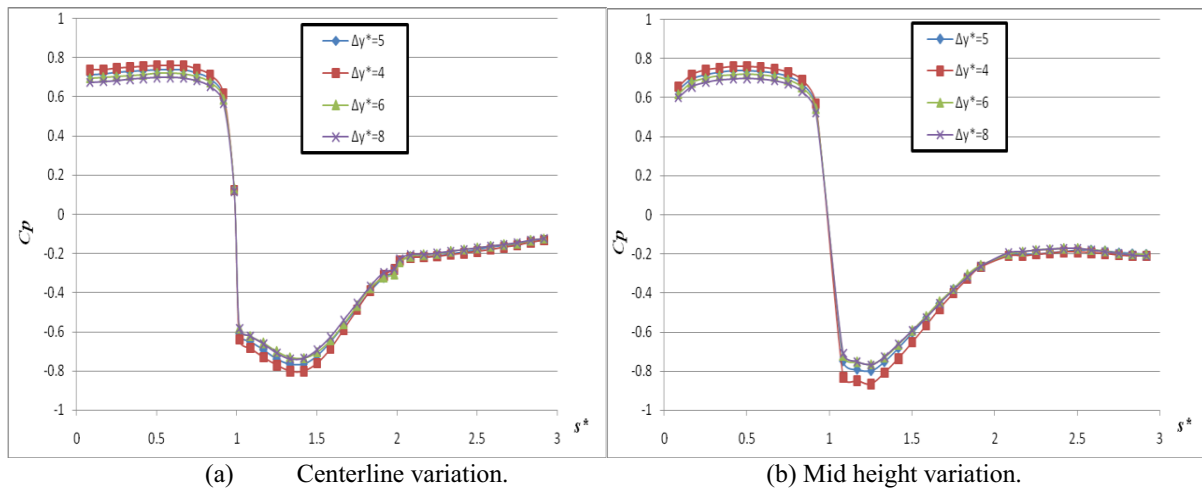 1
0.8
0.6
0.4
0.2
0
-0.2
-0.4
-0.6
-0.8
-1
Cp
0 0.5 1 1.5 2 2.5 3
s*
Δy*=5
Δy*=4
Δy*=6
Δy*=8
(a) Centerline variation.
1
0.8
0.6
0.4
0.2
0
-0.2
-0.4
-0.6
-0.8
-1
Cp
0 0.5 1 1.5 2 2.5 3
s*
Δy*=5
Δy*=4
Δy*=6
Δy*=8
(b) Mid height variation.